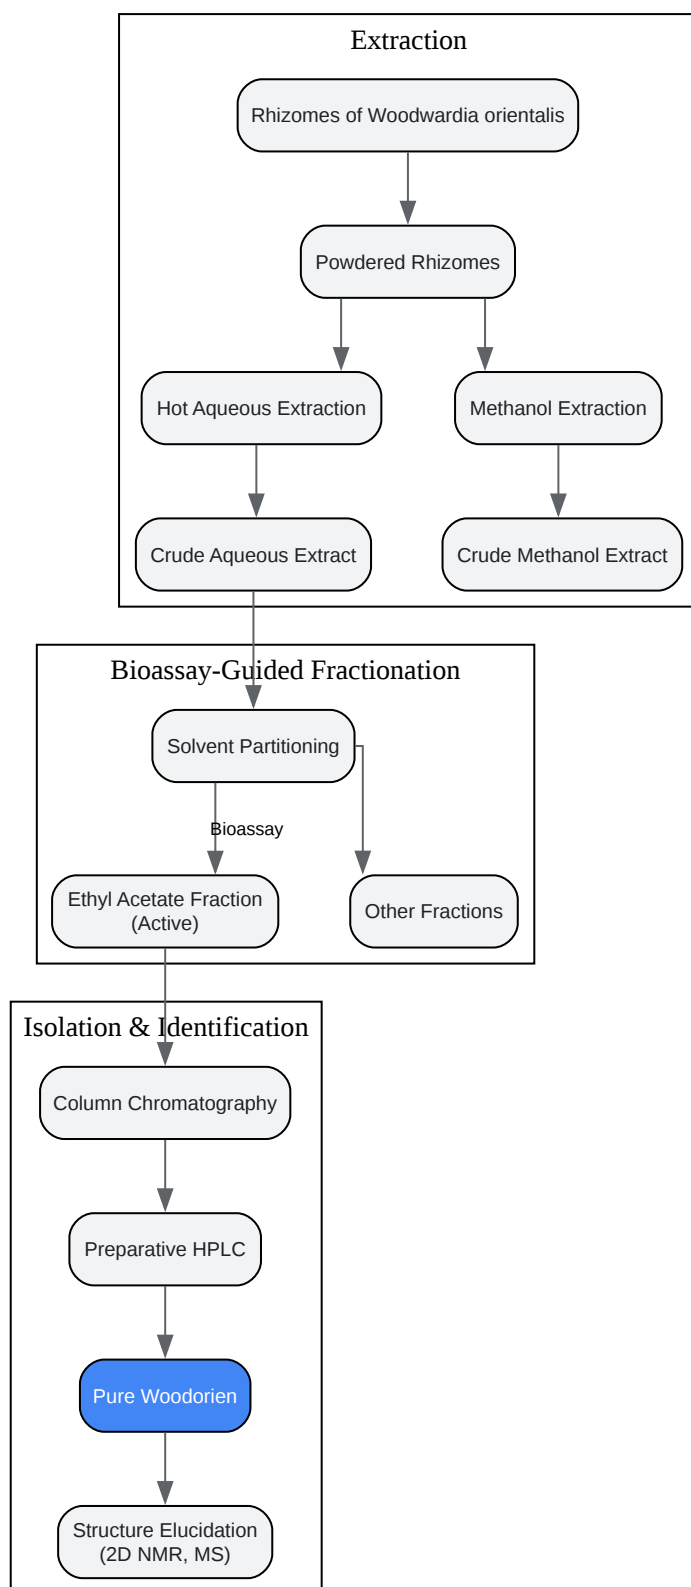 Extraction
Rhizomes of Woodwardia orientalis
Powdered Rhizomes
Hot Aqueous Extraction
Methanol Extraction
Crude Aqueous Extract
Crude Methanol Extract
Bioassay-Guided Fractionation
Solvent Partitioning
Bioassay
Ethyl Acetate Fraction
(Active)
Other Fractions
Isolation & Identification
Column Chromatography
Preparative HPLC
Pure Woodorien
Structure Elucidation
(2D NMR, MS)